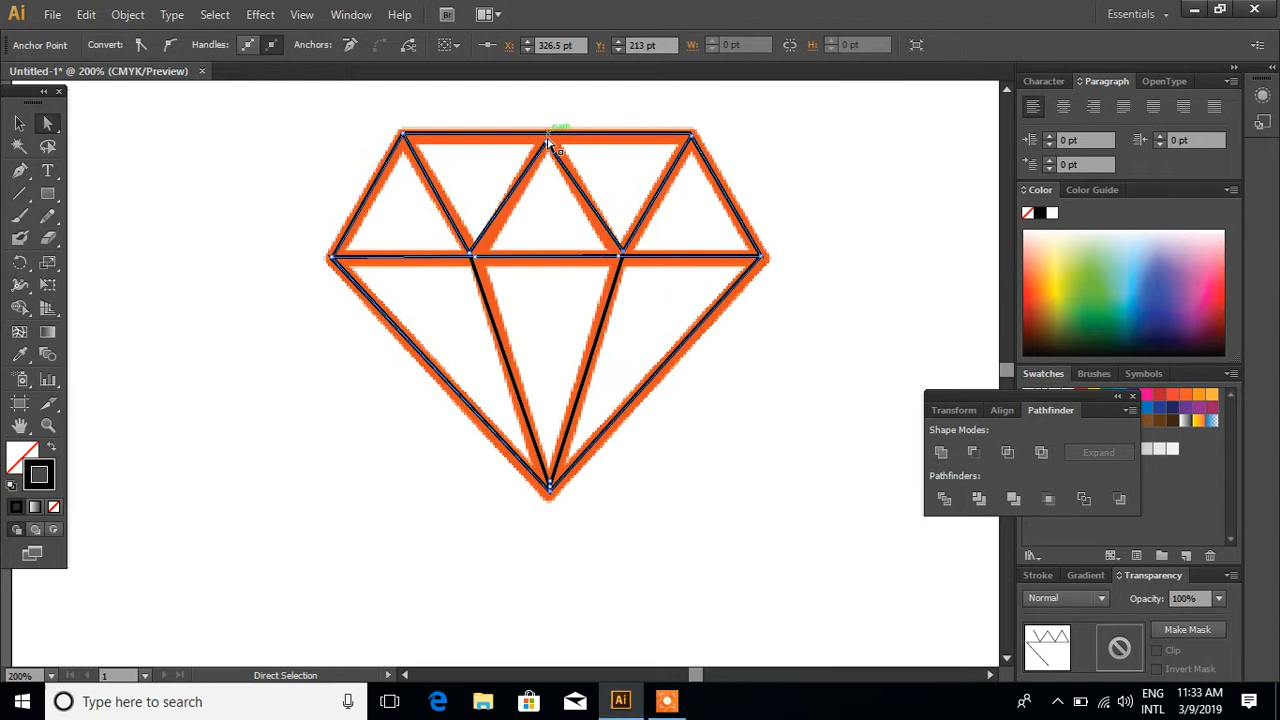 Ai File Edit Object Type Select Effect View Window Help Br Essentials
Anchor Point Convert: Handles: Anchors: X: 326.5 pt Y: 213 pt W: 0 pt H: 0 pt
Untitled-1* @ 200% (CMYK/Preview)
Character Paragraph OpenType
0 pt 0 pt
0 pt
Color Color Guide
path
Swatches Brushes Symbols
Transform Align Pathfinder
Shape Modes:
Expand
Pathfinders:
Stroke Gradient Transparency
Normal Opacity: 100%
Make Mask
Clip
Invert Mask
200% 1 Direct Selection
Type here to search
Ai
ENG
INTL
11:33 AM
3/9/2019